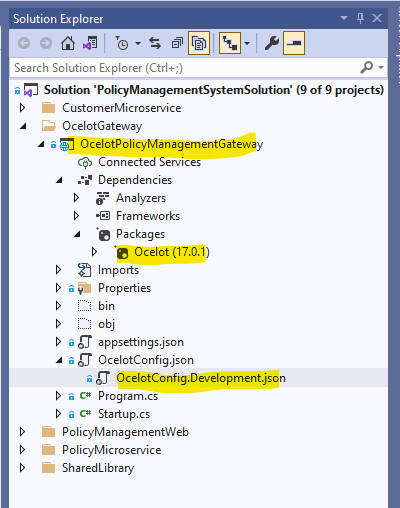 Solution Explorer
Search Solution Explorer (Ctrl+;)
Solution 'PolicyManagementSystemSolution' (9 of 9 projects)
CustomerMicroservice
OcelotGateway
OcelotPolicyManagementGateway
Connected Services
Dependencies
Analyzers
Frameworks
Packages
Ocelot (17.0.1)
Imports
Properties
bin
obj
appsettings.json
OcelotConfig.json
OcelotConfig.Development.json
C# Program.cs
C# Startup.cs
PolicyManagementWeb
PolicyMicroservice
SharedLibrary